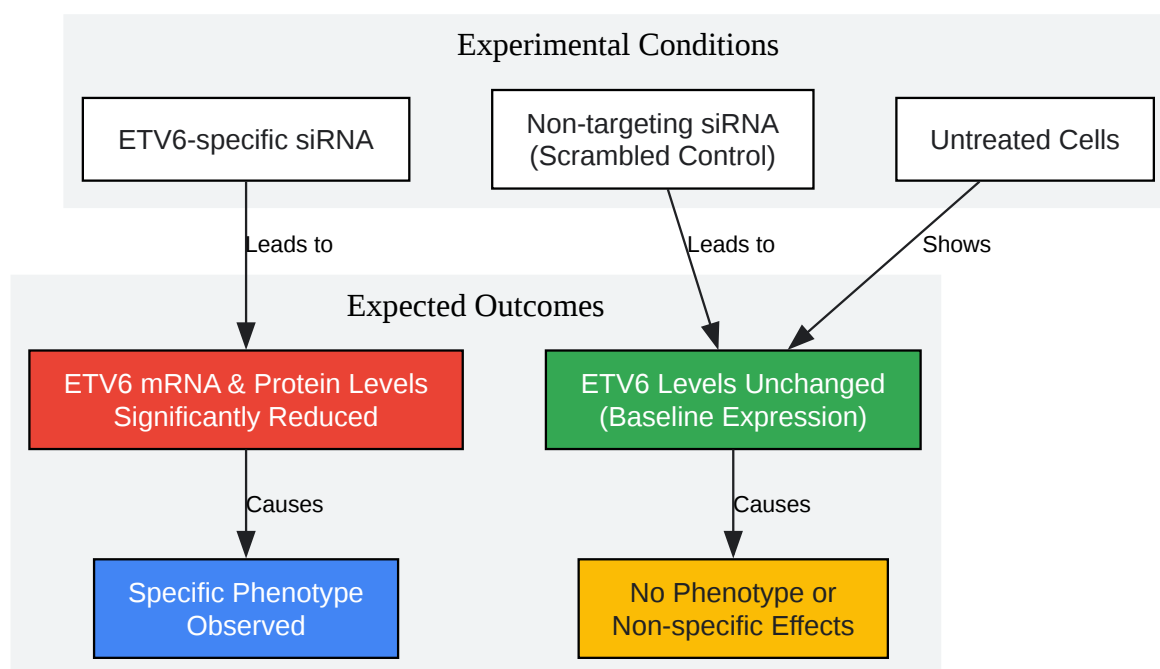 Experimental Conditions
ETV6-specific siRNA
Non-targeting siRNA
(Scrambled Control)
Untreated Cells
Leads to
Leads to
Shows
Expected Outcomes
ETV6 mRNA & Protein Levels
Significantly Reduced
ETV6 Levels Unchanged
(Baseline Expression)
Causes
Causes
Specific Phenotype
Observed
No Phenotype or
Non-specific Effects